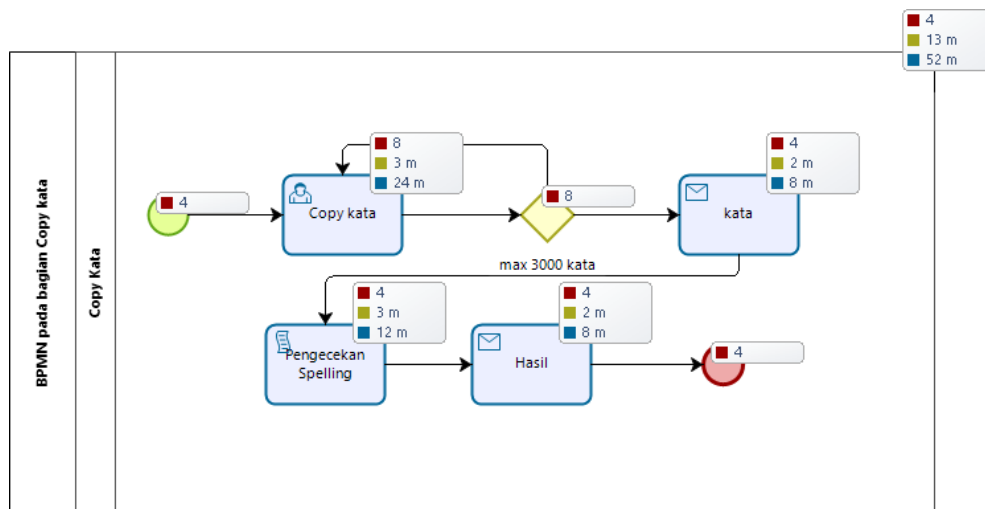 4
13 m
52 m
BPMN pada bagian Copy kata
Copy Kata
4
8
3 m
24 m
Copy kata
8
4
2 m
8 m
kata
max 3000 kata
4
3 m
12 m
Pengecekan
Spelling
4
2 m
8 m
Hasil
4